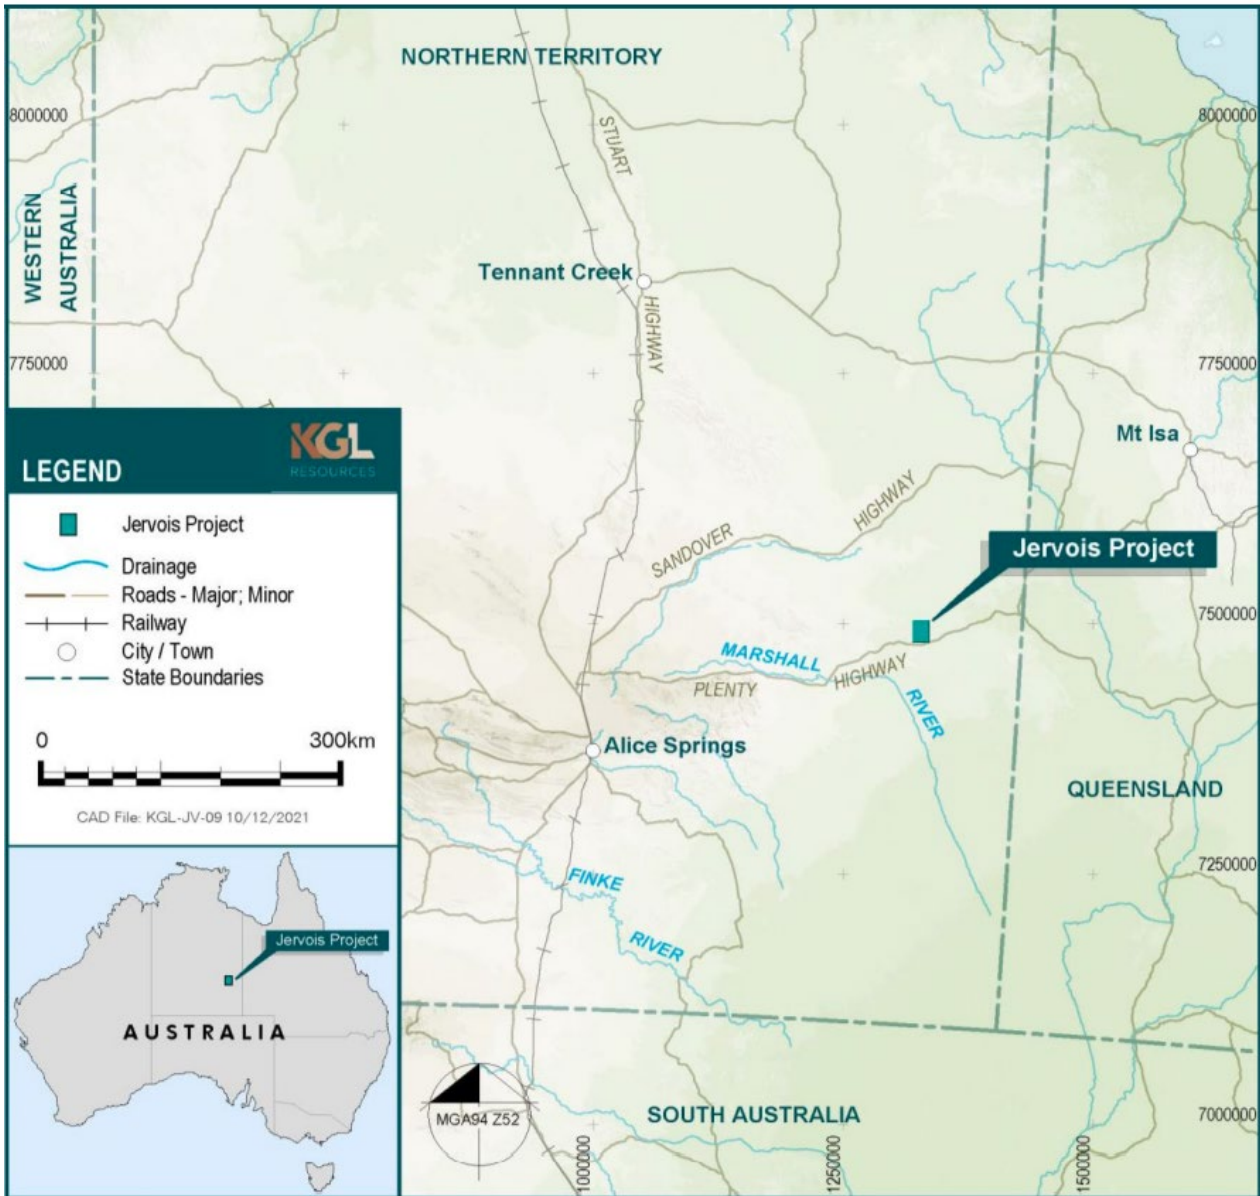 NORTHERN TERRITORY
8000000
8000000
STUART
WESTERN
AUSTRALIA
Tennant Creek
HIGHWAY
7750000
7750000
Mt Isa
KGL
RESOURCES
LEGEND
Jervois Project
Drainage
Roads - Major; Minor
Railway
City / Town
State Boundaries
0 300km
CAD File: KGL-JV-09 10/12/2021
HIGHWAY
SANDOVER
Jervois Project
7500000
MARSHALL
HIGHWAY
PLENTY
RIVER
Alice Springs
QUEENSLAND
7250000
FINKE
RIVER
Jervois Project
AUSTRALIA
MGA94 Z52
SOUTH AUSTRALIA
7000000
1000000
1250000
1500000